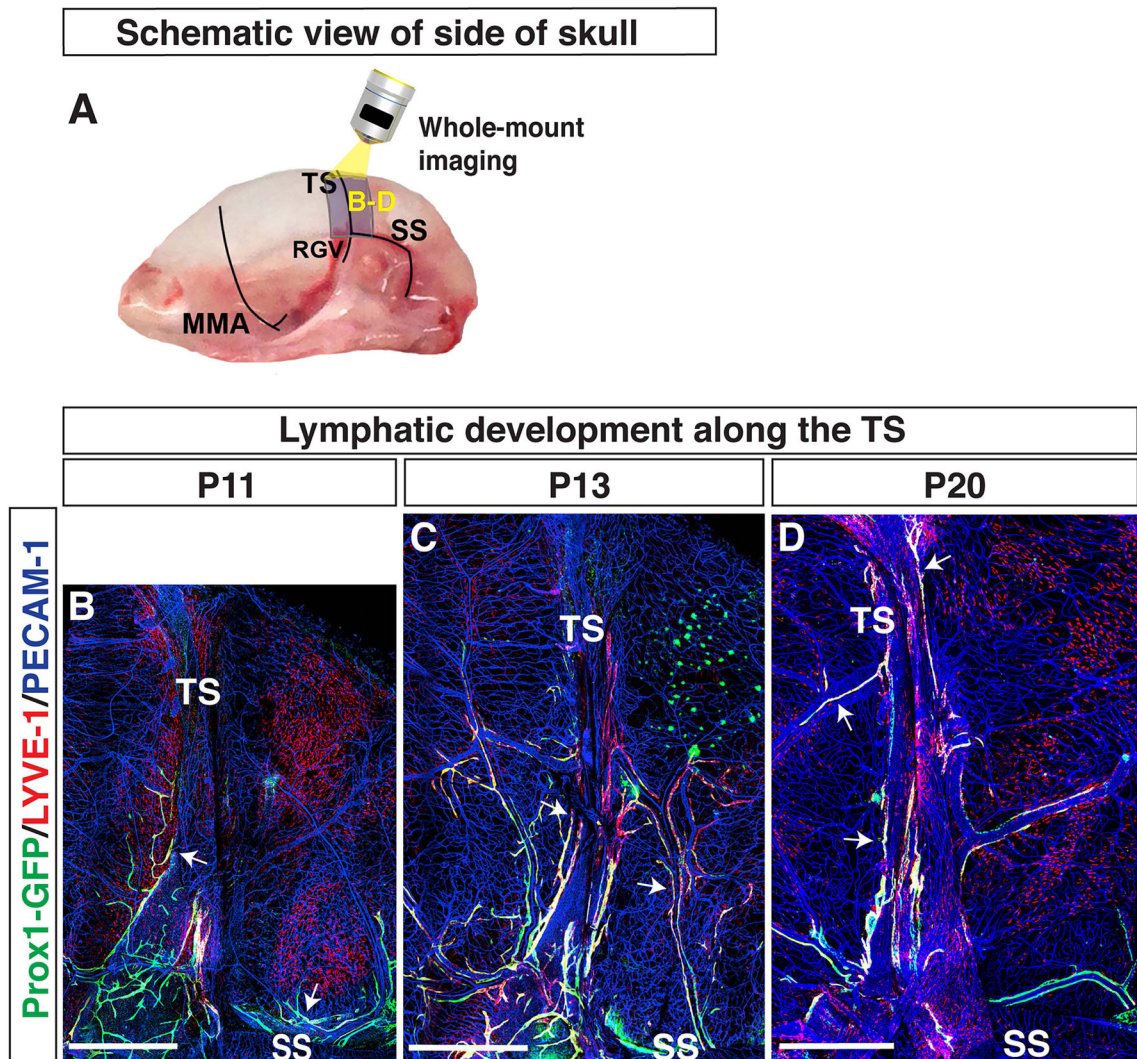 Schematic view of side of skull
A
Whole-mount
imaging
TS
B-D
SS
RGV
MMA
Lymphatic development along the TS
P11
P13
P20
Prox1-GFP/LYVE-1/PECAM-1
B
TS
SS
C
TS
SS
D
TS
SS